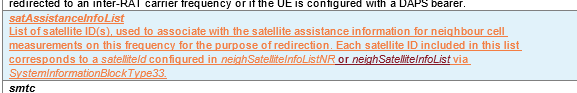 redirected to an inter-RAT carrier frequency or if the UE is configured with a DAPS bearer.
satAssistanceInfoList
List of satellite ID(s), used to associate with the satellite assistance information for neighbour cell
measurements on this frequency for the purpose of redirection. Each satellite ID included in this list
corresponds to a satelliteId configured in neighSatelliteInfoListNR or neighSatelliteInfoList via
SystemInformationBlockType33.
smtc